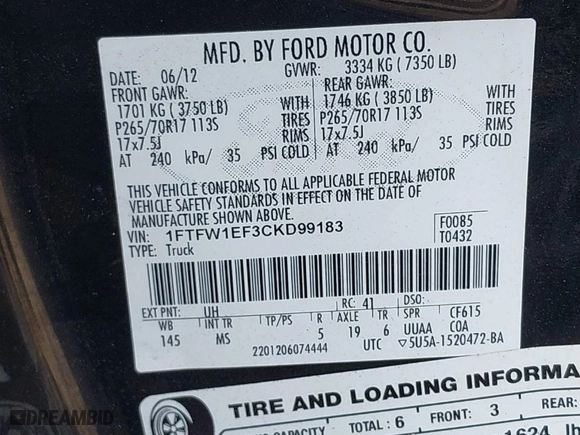 MFD. BY FORD MOTOR CO.
DATE: 06/12 GVWR: 3334 KG ( 7350 LB)
FRONT GAWR: REAR GAWR:
1701 KG ( 3750 LB) WITH 1746 KG ( 3850 LB) WITH
P265/70R17 113S TIRES P265/70R17 113S TIRES
17x7.5J RIMS 17x7.5J RIMS
AT 240 kPa/ 35 PSI COLD AT 240 kPa/ 35 PSI COLD
THIS VEHICLE CONFORMS TO ALL APPLICABLE FEDERAL MOTOR
VEHICLE SAFETY STANDARDS IN EFFECT ON THE DATE OF
MANUFACTURE SHOWN ABOVE.
VIN: 1FTFW1EF3CKD99183 F0085
TYPE: Truck T0432
EXT PNT: UH RC: 41 DSO:
WB INT TR TP/PS R AXLE TR SPR CF615
145 MS 5 19 6 UUAA COA
2201206074444 UTC ▽5U5A-1520472-BA
TIRE AND LOADING INFORMA
CAPACITY TOTAL : 6 FRONT: 3 REAR:
DREAMBID